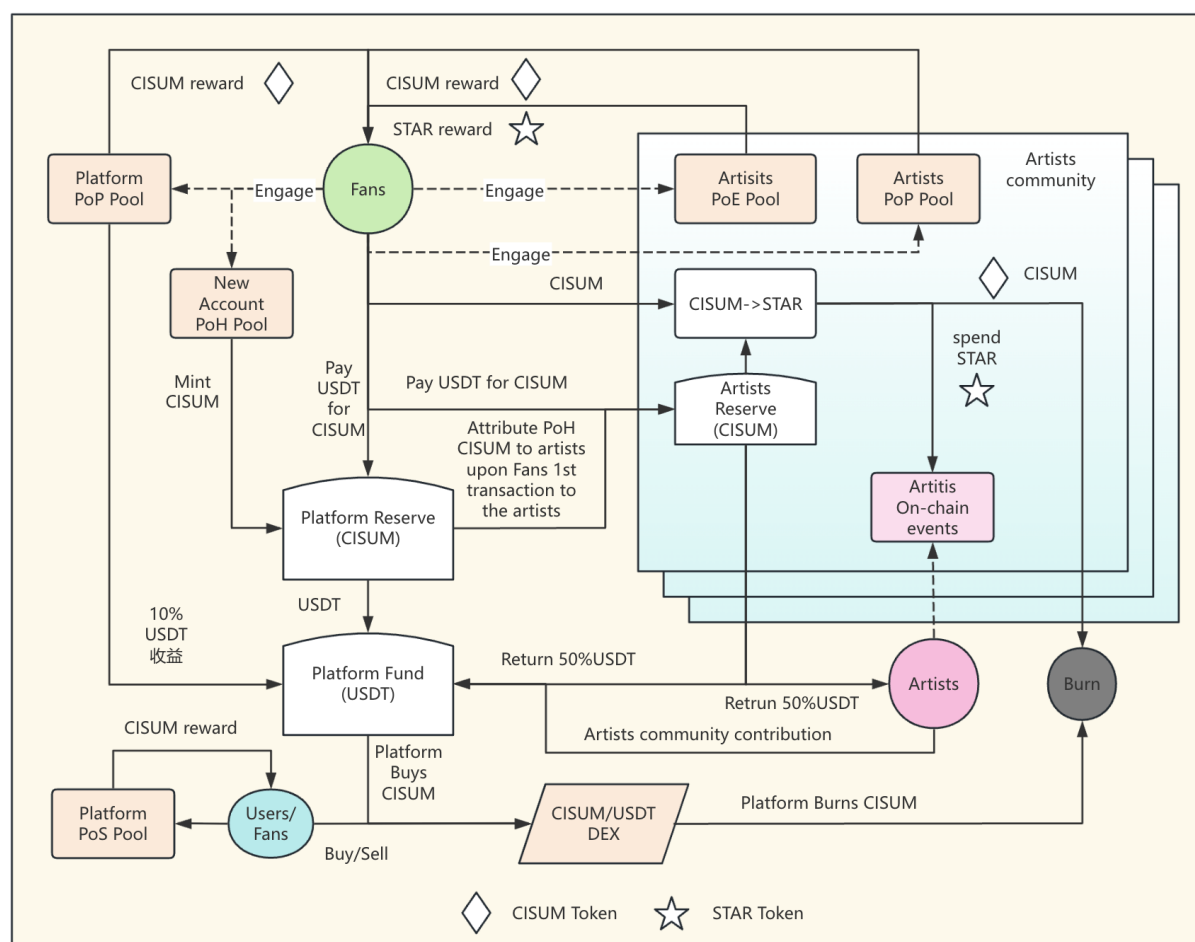 CISUM reward
CISUM reward
STAR reward
Platform
PoP Pool
Engage
Fans
Engage
Artisits
PoE Pool
Artists
PoP Pool
Artists
community
Engage
New
Account
PoH Pool
CISUM
CISUM->STAR
CISUM
spend
STAR
Mint
CISUM
Pay
USDT
for
CISUM
Pay USDT for CISUM
Artists
Reserve
(CISUM)
Attribute PoH
CISUM to artists
upon Fans 1st
transaction to
the artists
Artitis
On-chain
events
Platform Reserve
(CISUM)
USDT
10%
USDT
收益
Platform Fund
(USDT)
Return 50%USDT
Retrun 50%USDT
Artists
Burn
Artists community contribution
CISUM reward
Platform
Buys
CISUM
Platform
PoS Pool
Users/
Fans
Buy/Sell
CISUM/USDT
DEX
Platform Burns CISUM
CISUM Token
STAR Token